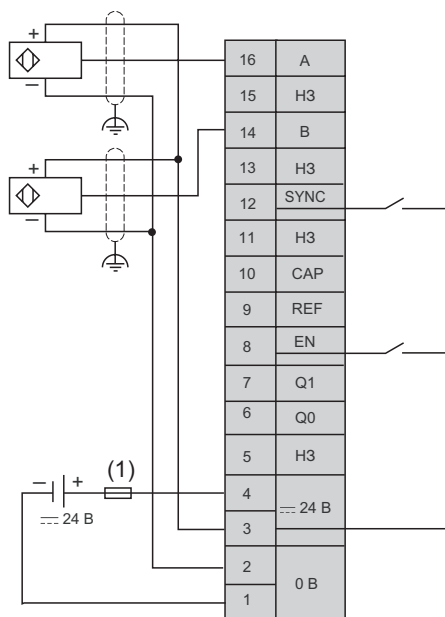 +
−
16 A
15 H3
14 B
13 H3
+
−
12 SYNC
11 H3
10 CAP
9 REF
8 EN
7 Q1
6 Q0
5 H3
(1)
− +
24 В
4
24 В
3
2
0 В
1